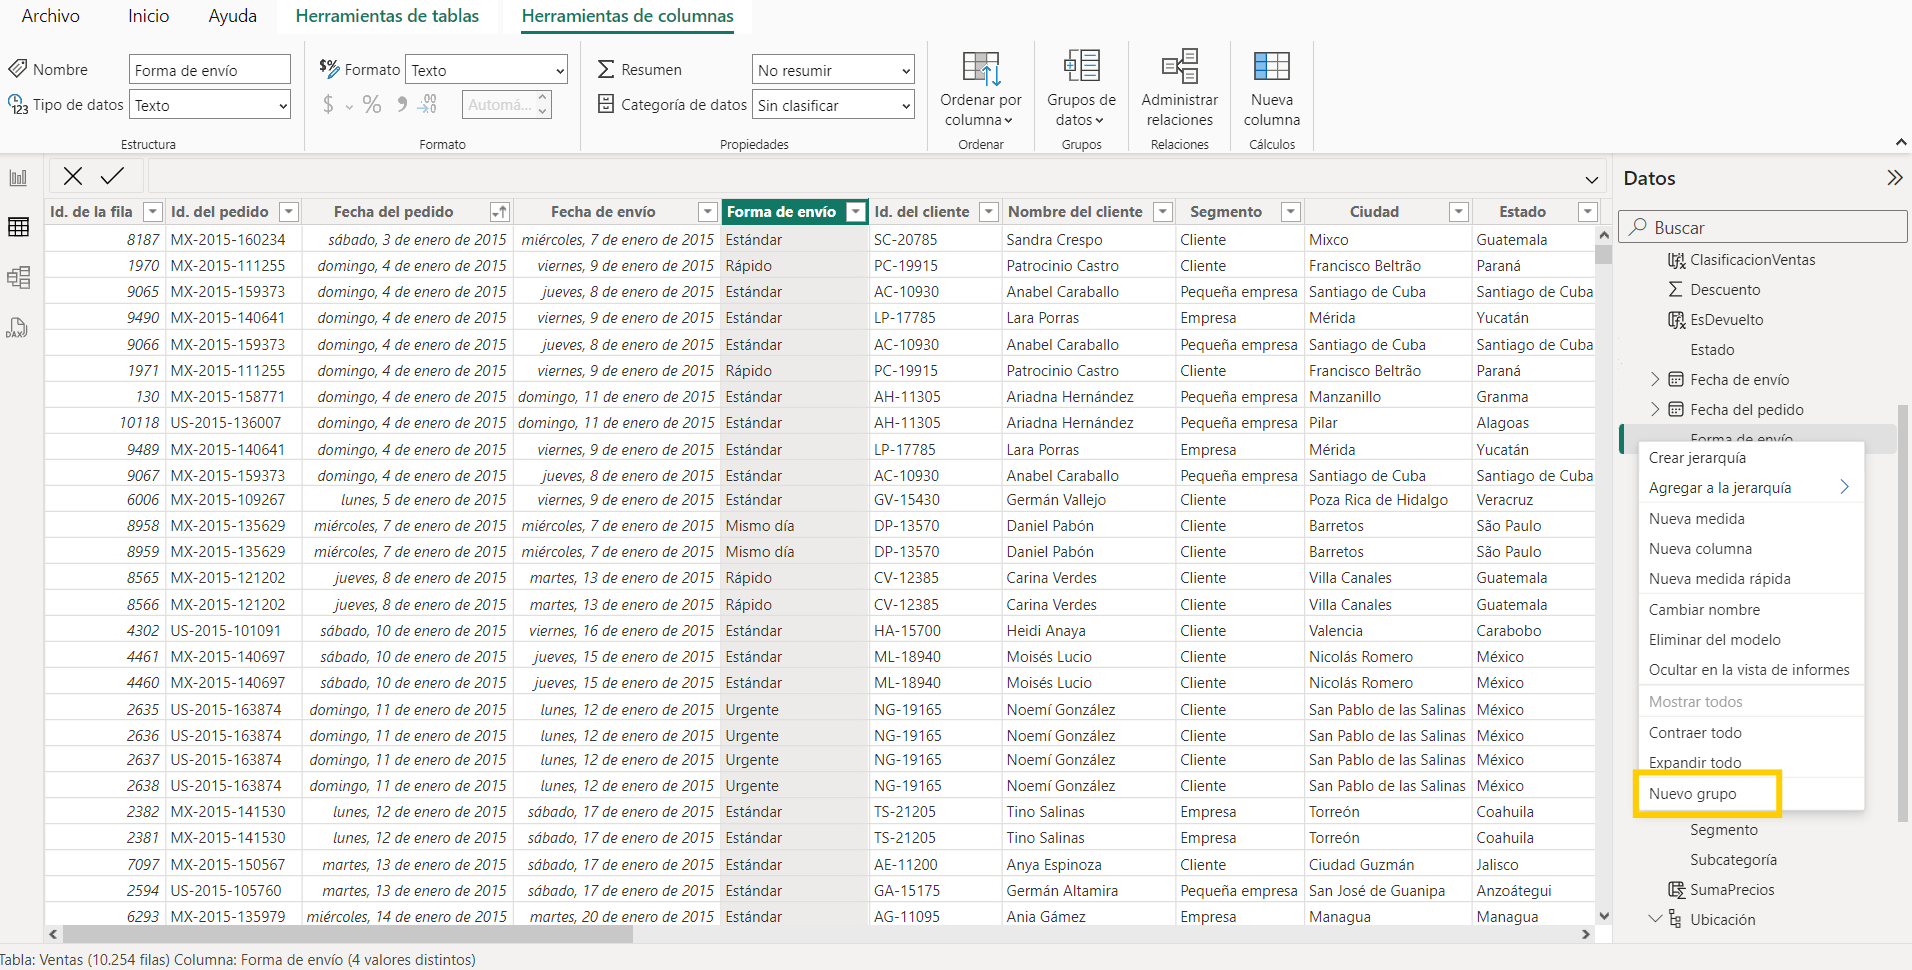 Archivo Inicio Ayuda Herramientas de tablas Herramientas de columnas
Nombre Forma de envío $% Formato Texto Resumen No resumir
Tipo de datos Texto $ % Automá... Categoría de datos Sin clasificar
Ordenar por columna Grupos de datos Administrar relaciones Nueva columna
Estructura Formato Propiedades Ordenar Grupos Relaciones Cálculos
Datos
Buscar
Id. de la fila Id. del pedido Fecha del pedido Fecha de envío Forma de envío Id. del cliente Nombre del cliente Segmento Ciudad Estado
8187 MX-2015-160234 sábado, 3 de enero de 2015 miércoles, 7 de enero de 2015 Estándar SC-20785 Sandra Crespo Cliente Mixco Guatemala
1970 MX-2015-111255 domingo, 4 de enero de 2015 viernes, 9 de enero de 2015 Rápido PC-19915 Patrocinio Castro Cliente Francisco Beltrão Paraná
9065 MX-2015-159373 domingo, 4 de enero de 2015 jueves, 8 de enero de 2015 Estándar AC-10930 Anabel Caraballo Pequeña empresa Santiago de Cuba Santiago de Cuba
9490 MX-2015-140641 domingo, 4 de enero de 2015 viernes, 9 de enero de 2015 Estándar LP-17785 Lara Porras Empresa Mérida Yucatán
9066 MX-2015-159373 domingo, 4 de enero de 2015 jueves, 8 de enero de 2015 Estándar AC-10930 Anabel Caraballo Pequeña empresa Santiago de Cuba Santiago de Cuba
1971 MX-2015-111255 domingo, 4 de enero de 2015 viernes, 9 de enero de 2015 Rápido PC-19915 Patrocinio Castro Cliente Francisco Beltrão Paraná
130 MX-2015-158771 domingo, 4 de enero de 2015 domingo, 11 de enero de 2015 Estándar AH-11305 Ariadna Hernández Pequeña empresa Manzanillo Granma
10118 US-2015-136007 domingo, 4 de enero de 2015 domingo, 11 de enero de 2015 Estándar AH-11305 Ariadna Hernández Pequeña empresa Pilar Alagoas
9489 MX-2015-140641 domingo, 4 de enero de 2015 viernes, 9 de enero de 2015 Estándar LP-17785 Lara Porras Empresa Mérida Yucatán
9067 MX-2015-159373 domingo, 4 de enero de 2015 jueves, 8 de enero de 2015 Estándar AC-10930 Anabel Caraballo Pequeña empresa Santiago de Cuba Santiago de Cuba
6006 MX-2015-109267 lunes, 5 de enero de 2015 viernes, 9 de enero de 2015 Estándar GV-15430 Germán Vallejo Cliente Poza Rica de Hidalgo Veracruz
8958 MX-2015-135629 miércoles, 7 de enero de 2015 miércoles, 7 de enero de 2015 Mismo día DP-13570 Daniel Pabón Cliente Barretos São Paulo
8959 MX-2015-135629 miércoles, 7 de enero de 2015 miércoles, 7 de enero de 2015 Mismo día DP-13570 Daniel Pabón Cliente Barretos São Paulo
8565 MX-2015-121202 jueves, 8 de enero de 2015 martes, 13 de enero de 2015 Rápido CV-12385 Carina Verdes Cliente Villa Canales Guatemala
8566 MX-2015-121202 jueves, 8 de enero de 2015 martes, 13 de enero de 2015 Rápido CV-12385 Carina Verdes Cliente Villa Canales Guatemala
4302 US-2015-101091 sábado, 10 de enero de 2015 viernes, 16 de enero de 2015 Estándar HA-15700 Heidi Anaya Cliente Valencia Carabobo
4461 MX-2015-140697 sábado, 10 de enero de 2015 jueves, 15 de enero de 2015 Estándar ML-18940 Moisés Lucio Cliente Nicolás Romero México
4460 MX-2015-140697 sábado, 10 de enero de 2015 jueves, 15 de enero de 2015 Estándar ML-18940 Moisés Lucio Cliente Nicolás Romero México
2635 US-2015-163874 domingo, 11 de enero de 2015 lunes, 12 de enero de 2015 Urgente NG-19165 Noemí González Cliente San Pablo de las Salinas México
2636 US-2015-163874 domingo, 11 de enero de 2015 lunes, 12 de enero de 2015 Urgente NG-19165 Noemí González Cliente San Pablo de las Salinas México
2637 US-2015-163874 domingo, 11 de enero de 2015 lunes, 12 de enero de 2015 Urgente NG-19165 Noemí González Cliente San Pablo de las Salinas México
2638 US-2015-163874 domingo, 11 de enero de 2015 lunes, 12 de enero de 2015 Urgente NG-19165 Noemí González Cliente San Pablo de las Salinas México
2382 MX-2015-141530 lunes, 12 de enero de 2015 sábado, 17 de enero de 2015 Estándar TS-21205 Tino Salinas Empresa Torreón Coahuila
2381 MX-2015-141530 lunes, 12 de enero de 2015 sábado, 17 de enero de 2015 Estándar TS-21205 Tino Salinas Empresa Torreón Coahuila
7097 MX-2015-150567 martes, 13 de enero de 2015 sábado, 17 de enero de 2015 Estándar AE-11200 Anya Espinoza Cliente Ciudad Guzmán Jalisco
2594 US-2015-105760 martes, 13 de enero de 2015 sábado, 17 de enero de 2015 Estándar GA-15175 Germán Altamira Pequeña empresa San José de Guanipa Anzoátegui
6293 MX-2015-135979 miércoles, 14 de enero de 2015 martes, 20 de enero de 2015 Estándar AG-11095 Ania Gámez Empresa Managua Managua
ClasificacionVentas
Descuento
EsDevuelto
Estado
Fecha de envío
Fecha del pedido
Forma de envío
Crear jerarquía
Agregar a la jerarquía
Nueva medida
Nueva columna
Nueva medida rápida
Cambiar nombre
Eliminar del modelo
Ocultar en la vista de informes
Mostrar todos
Contraer todo
Expandir todo
Nuevo grupo
Segmento
Subcategoría
SumaPrecios
Ubicación
DAX
Tabla: Ventas (10.254 filas) Columna: Forma de envío (4 valores distintos)